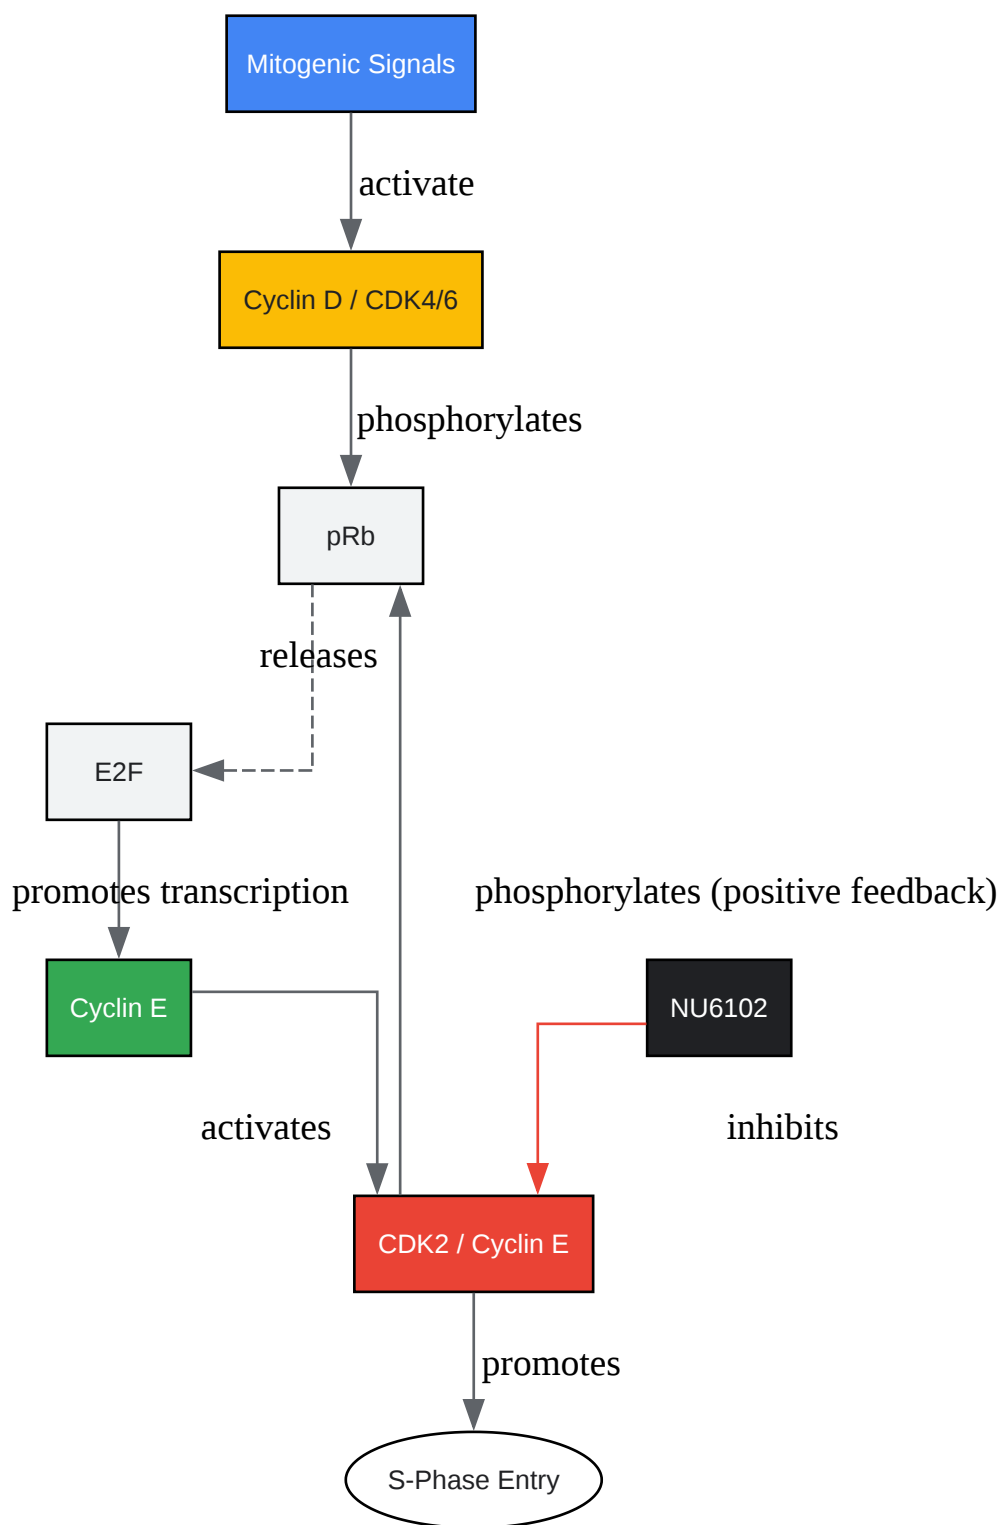 Mitogenic Signals
activate
Cyclin D / CDK4/6
phosphorylates
pRb
releases
E2F
promotes transcription
phosphorylates (positive feedback)
Cyclin E
NU6102
activates
inhibits
CDK2 / Cyclin E
promotes
S-Phase Entry